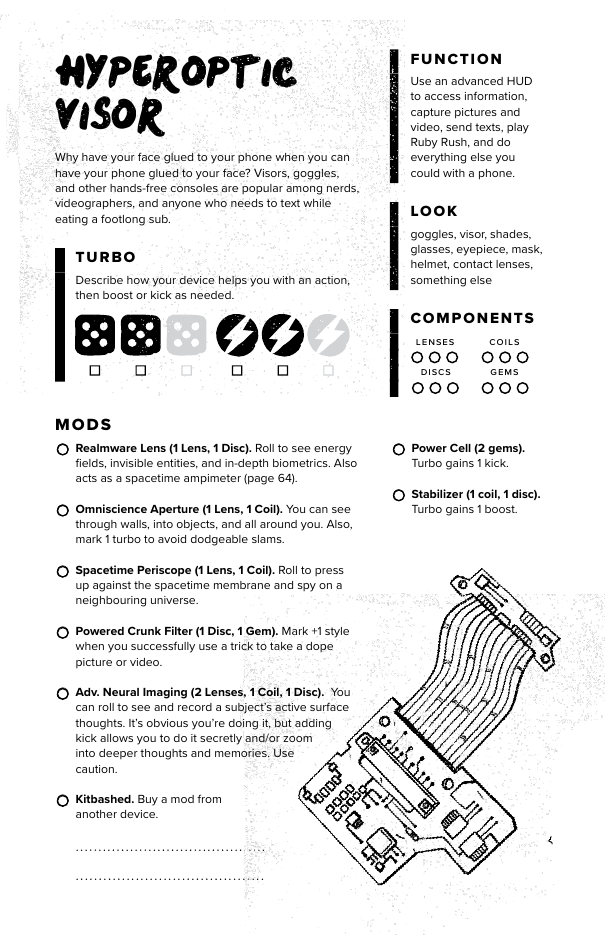 HYPEROPTIC
VISOR
Why have your face glued to your phone when you can
have your phone glued to your face? Visors, goggles,
and other hands-free consoles are popular among nerds,
videographers, and anyone who needs to text while
eating a footlong sub.
TURBO
Describe how your device helps you with an action,
then boost or kick as needed.
FUNCTION
Use an advanced HUD
to access information,
capture pictures and
video, send texts, play
Ruby Rush, and do
everything else you
could with a phone.
LOOK
goggles, visor, shades,
glasses, eyepiece, mask,
helmet, contact lenses,
something else
COMPONENTS
LENSES COILS
DISCS GEMS
MODS
Realmware Lens (1 Lens, 1 Disc). Roll to see energy
fields, invisible entities, and in-depth biometrics. Also
acts as a spacetime ampimeter (page 64).
Omniscience Aperture (1 Lens, 1 Coil). You can see
through walls, into objects, and all around you. Also,
mark 1 turbo to avoid dodgeable slams.
Spacetime Periscope (1 Lens, 1 Coil). Roll to press
up against the spacetime membrane and spy on a
neighbouring universe.
Powered Crunk Filter (1 Disc, 1 Gem). Mark +1 style
when you successfully use a trick to take a dope
picture or video.
Adv. Neural Imaging (2 Lenses, 1 Coil, 1 Disc). You
can roll to see and record a subject's active surface
thoughts. It's obvious you're doing it, but adding
kick allows you to do it secretly and/or zoom
into deeper thoughts and memories. Use
caution.
Kitbashed. Buy a mod from
another device.
Power Cell (2 gems).
Turbo gains 1 kick.
Stabilizer (1 coil, 1 disc).
Turbo gains 1 boost.